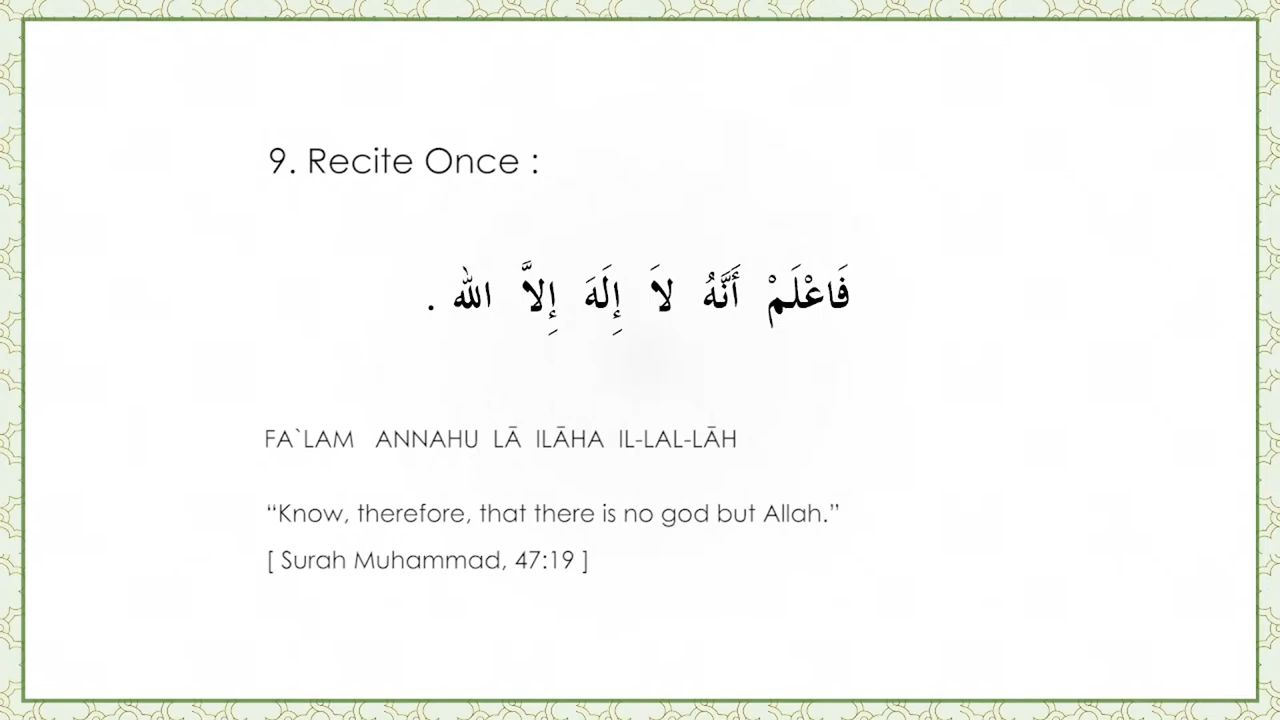 9. Recite Once :
فَاعْلَمْ أَنَّهُ لاَ إِلَهَ إِلاَّ الله .
FA`LAM ANNAHU LĀ ILĀHA IL-LAL-LĀH
“Know, therefore, that there is no god but Allah.”
[ Surah Muhammad, 47:19 ]